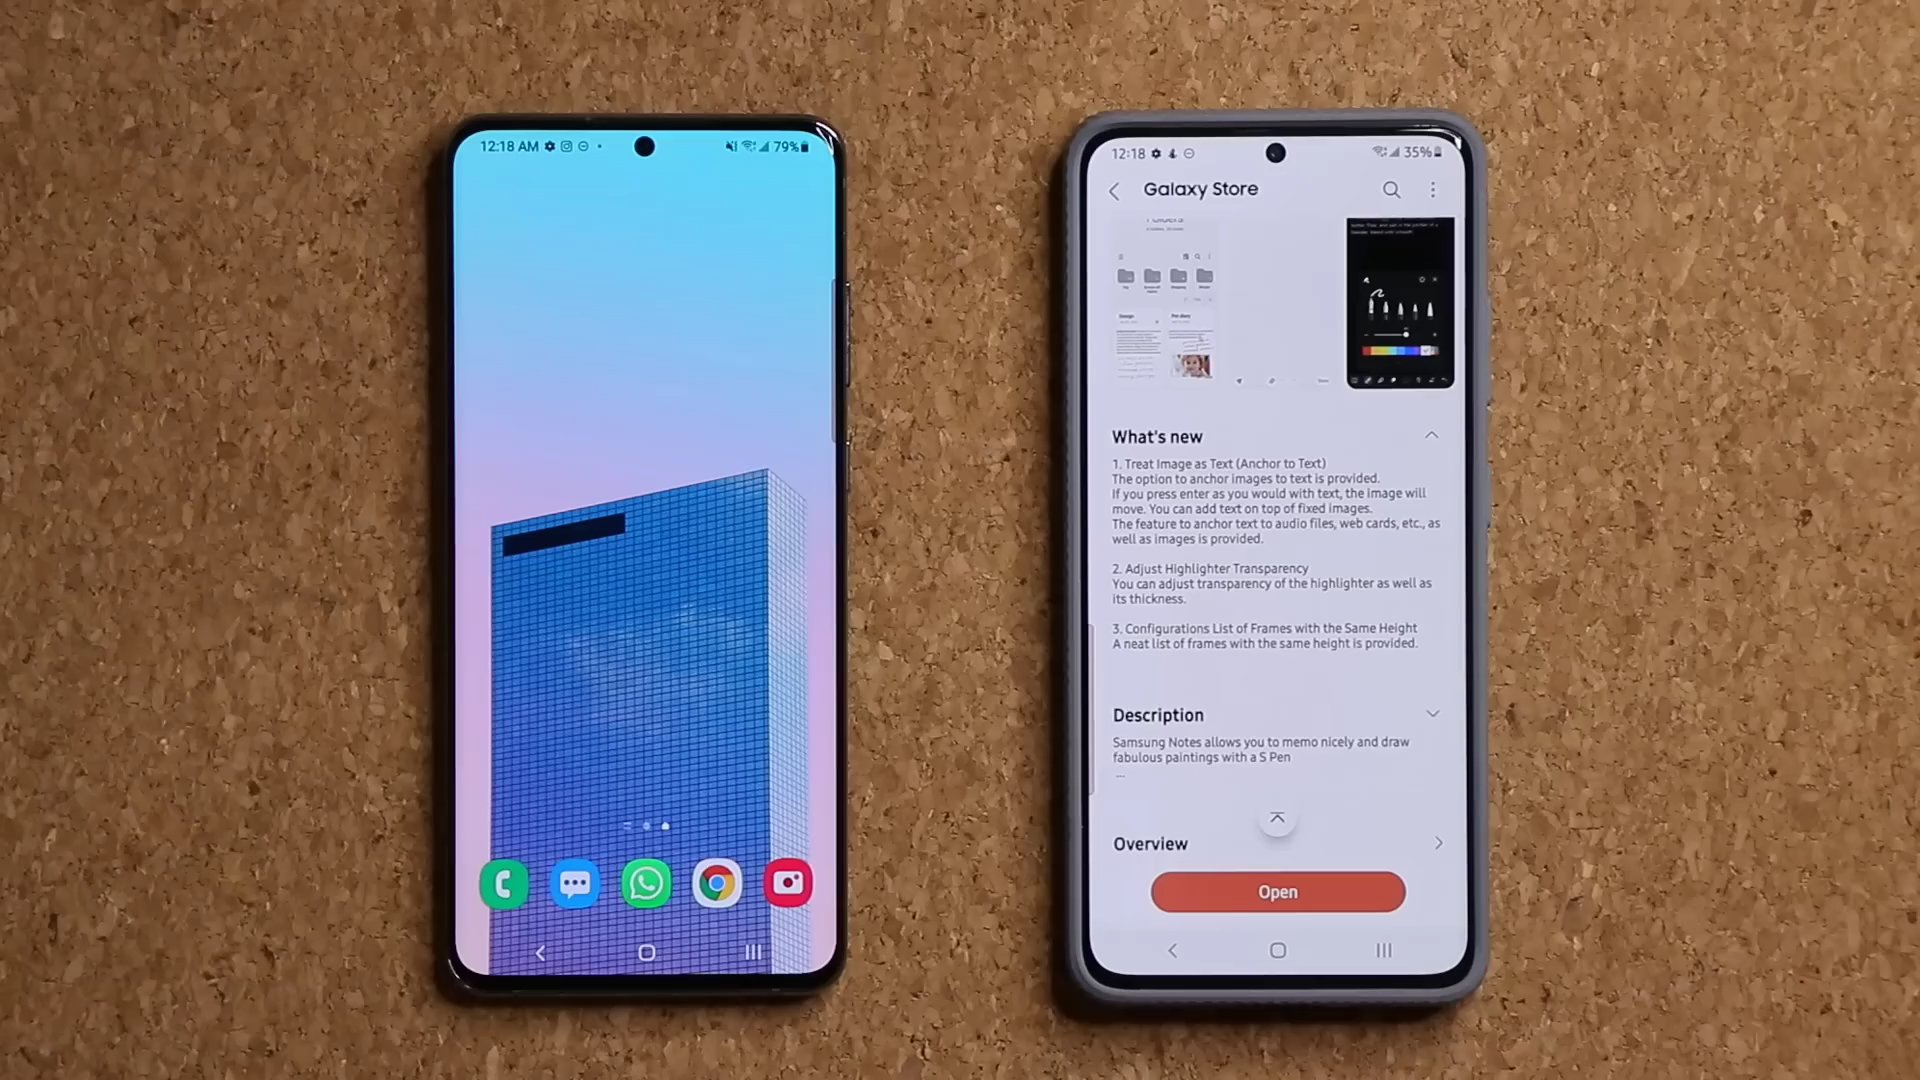 12:18 AM
79%
12:18
35%
Galaxy Store
Folders
Design
Pet diary
What's new
1. Treat Image as Text (Anchor to Text)
The option to anchor images to text is provided.
If you press enter as you would with text, the image will
move. You can add text on top of fixed images.
The feature to anchor text to audio files, web cards, etc., as
well as images is provided.
2. Adjust Highlighter Transparency
You can adjust transparency of the highlighter as well as
its thickness.
3. Configurations List of Frames with the Same Height
A neat list of frames with the same height is provided.
Description
Samsung Notes allows you to memo nicely and draw
fabulous paintings with a S Pen
...
Overview
Open